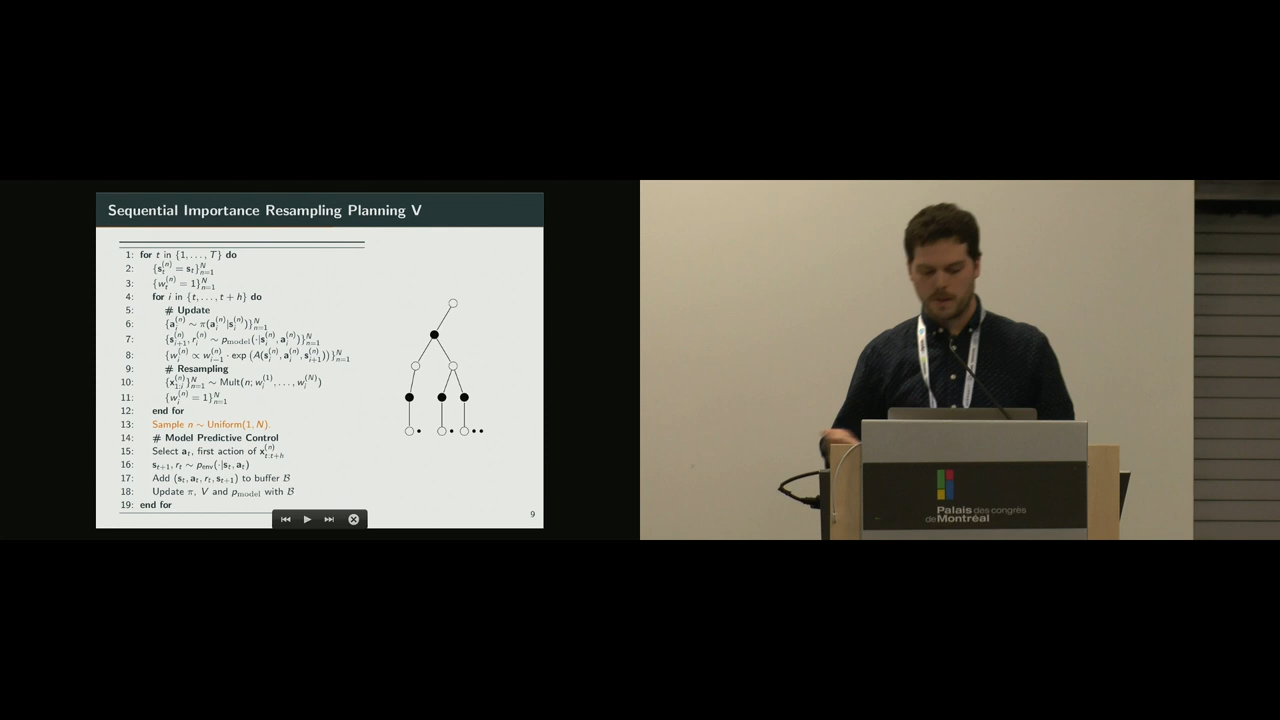 Sequential Importance Resampling Planning V
1: for t in {1, . . . , T} do
2: {s_t^{(n)} = s_t}_{n=1}^N
3: {w_t^{(n)} = 1}_{n=1}^N
4: for i in {t, . . . , t + h} do
5: # Update
6: {a_i^{(n)} ∼ π(a_i^{(n)}|s_i^{(n)})}_{n=1}^N
7: {s_{i+1}^{(n)}, r_i^{(n)} ∼ p_model(·|s_i^{(n)}, a_i^{(n)})}_{n=1}^N
8: {w_i^{(n)} ∝ w_{i−1}^{(n)} · exp (A(s_i^{(n)}, a_i^{(n)}, s_{i+1}^{(n)}))}_{n=1}^N
9: # Resampling
10: {x_{1:i}^{(n)}}_{n=1}^N ∼ Mult(n; w_i^{(1)}, . . . , w_i^{(N)})
11: {w_i^{(n)} = 1}_{n=1}^N
12: end for
13: Sample n ∼ Uniform(1, N).
14: # Model Predictive Control
15: Select a_t, first action of x_{t:t+h}^{(n)}
16: s_{t+1}, r_t ∼ p_env(·|s_t, a_t)
17: Add (s_t, a_t, r_t, s_{t+1}) to buffer B
18: Update π, V and p_model with B
19: end for
9
Palais des congrès
de Montréal